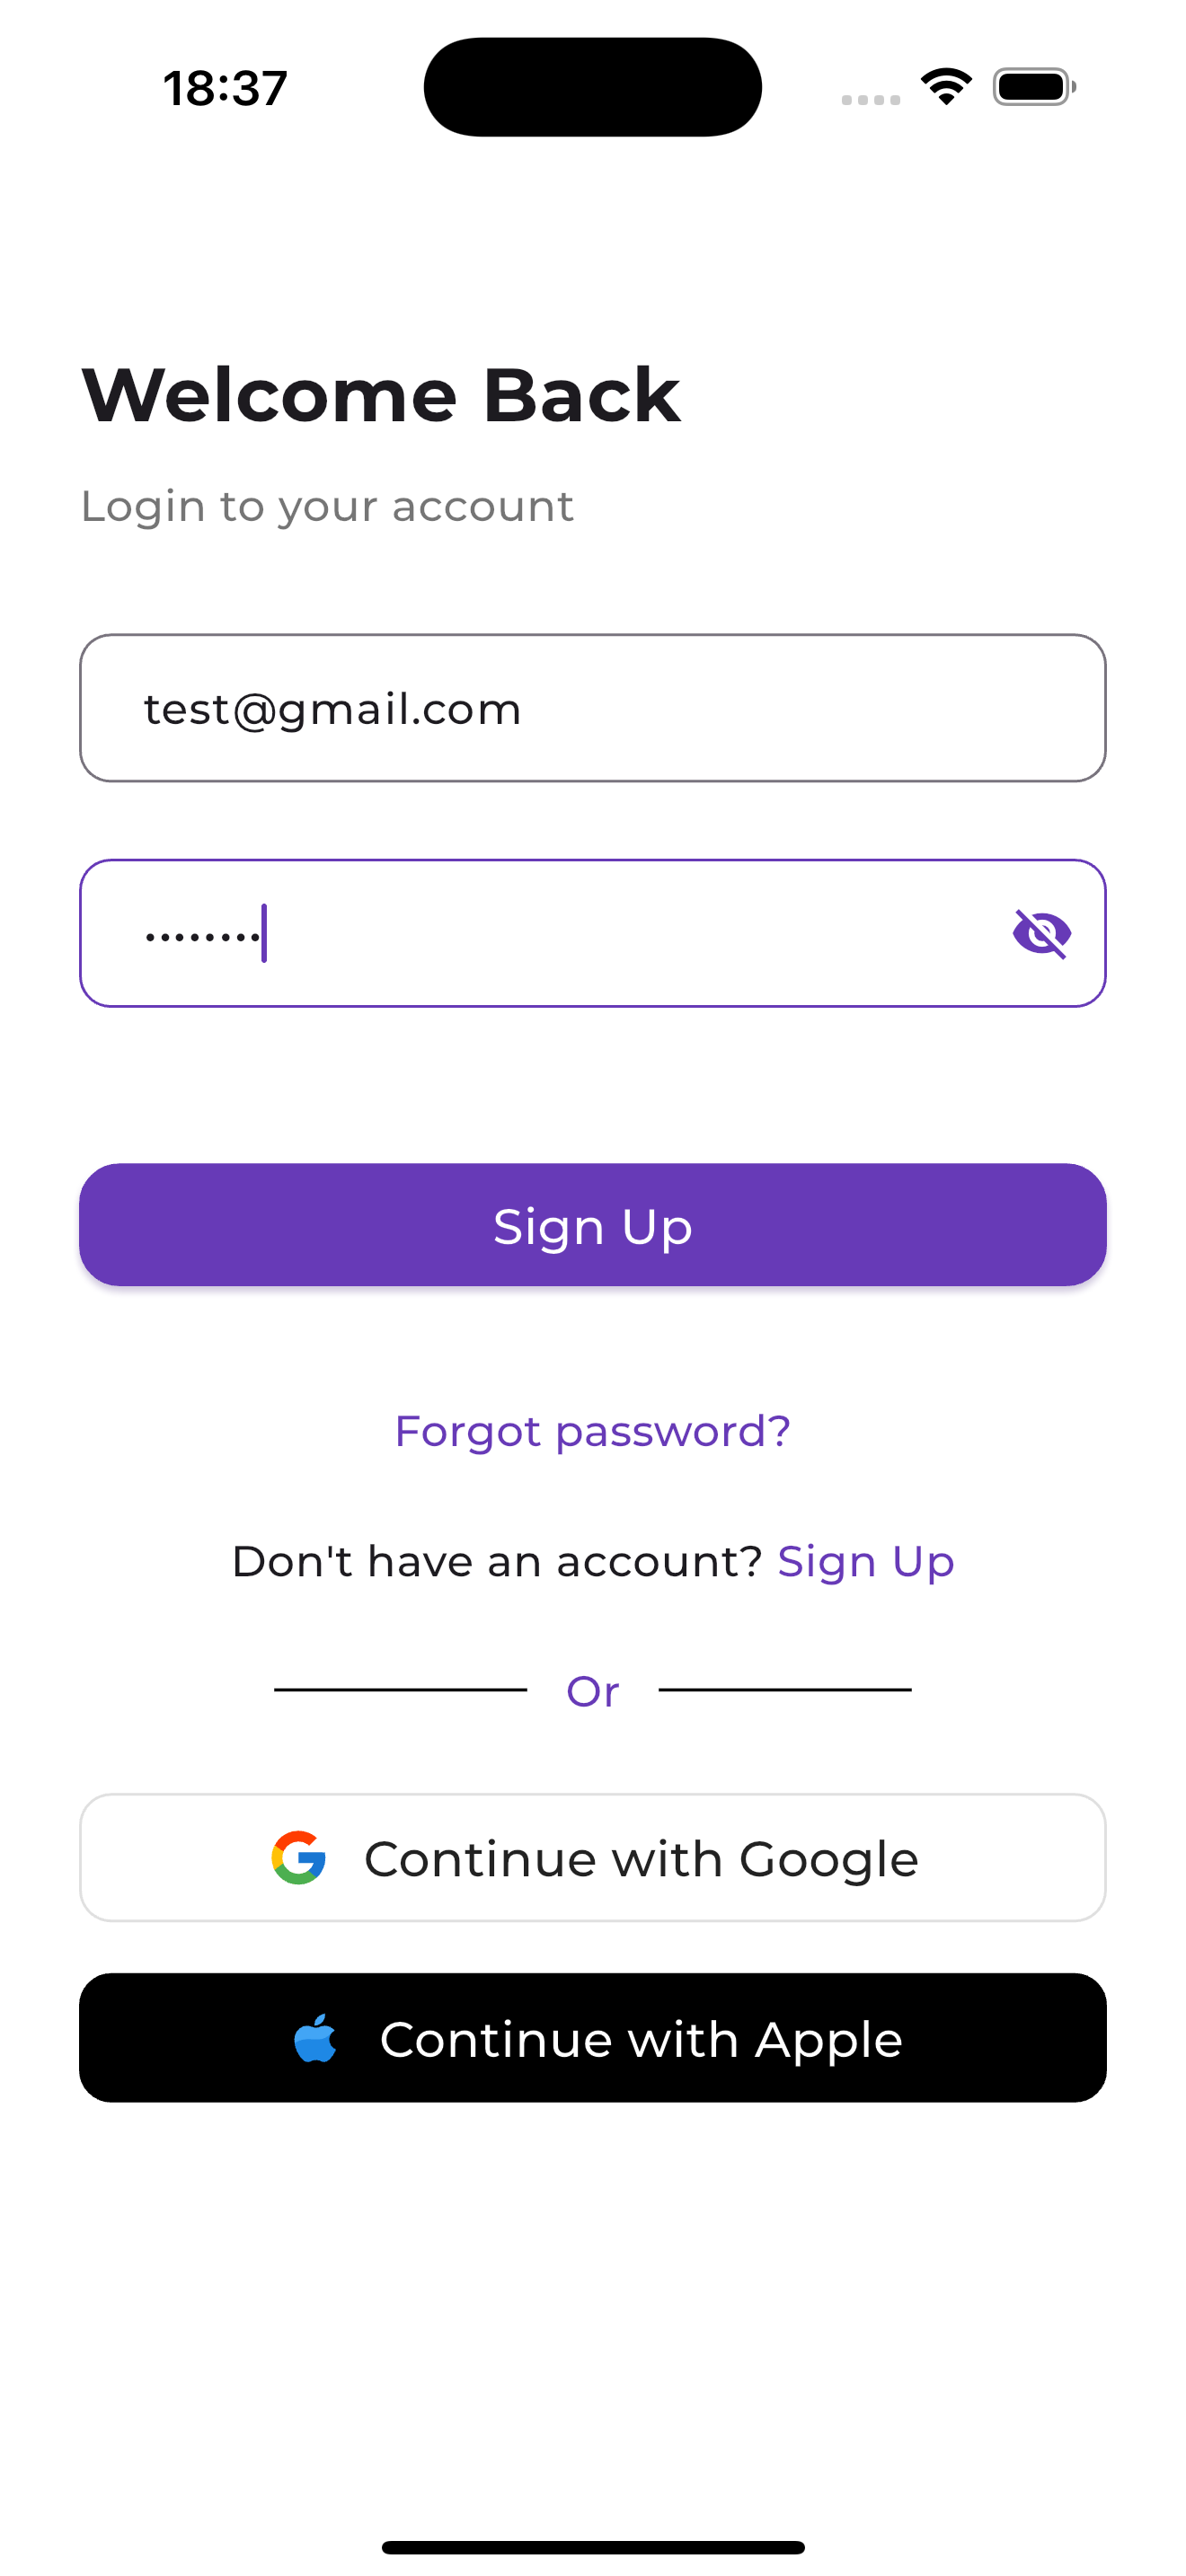 18:37
Welcome Back
Login to your account
test@gmail.com
••••••••
Sign Up
Forgot password?
Don't have an account? Sign Up
Or
Continue with Google
Continue with Apple